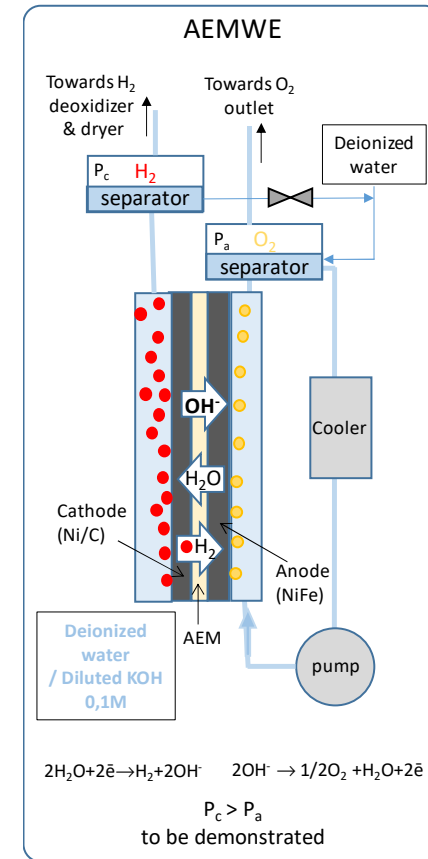 AEMWE
Towards H₂
deoxidizer
& dryer
Towards O₂
outlet
Deionized
water
P꜀ H₂
separator
Pₐ O₂
separator
OH⁻
H₂O
H₂
Cooler
Cathode
(Ni/C)
Anode
(NiFe)
AEM
Deionized
water
/ Diluted KOH
0,1M
pump
2H₂O+2ē→H₂+2OH⁻
2OH⁻ → 1/2O₂ +H₂O+2ē
P꜀ > Pₐ
to be demonstrated